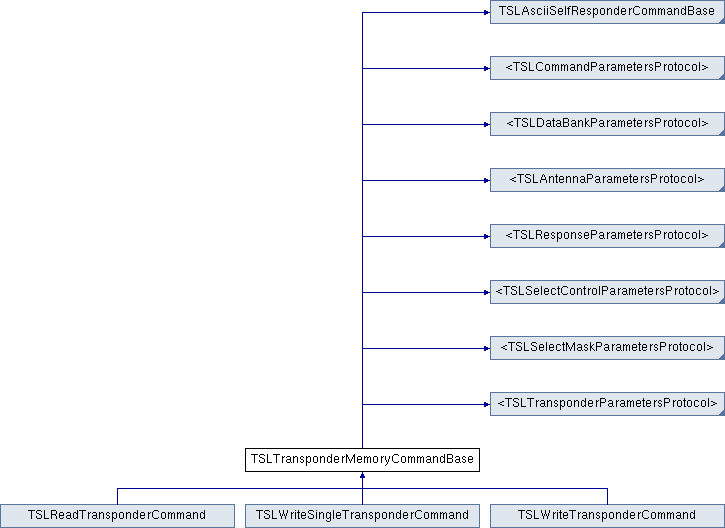 TSLAsciiSelfResponderCommandBase
<TSLCommandParametersProtocol>
<TSLDataBankParametersProtocol>
<TSLAntennaParametersProtocol>
<TSLResponseParametersProtocol>
<TSLSelectControlParametersProtocol>
<TSLSelectMaskParametersProtocol>
<TSLTransponderParametersProtocol>
TSLTransponderMemoryCommandBase
TSLReadTransponderCommand
TSLWriteSingleTransponderCommand
TSLWriteTransponderCommand